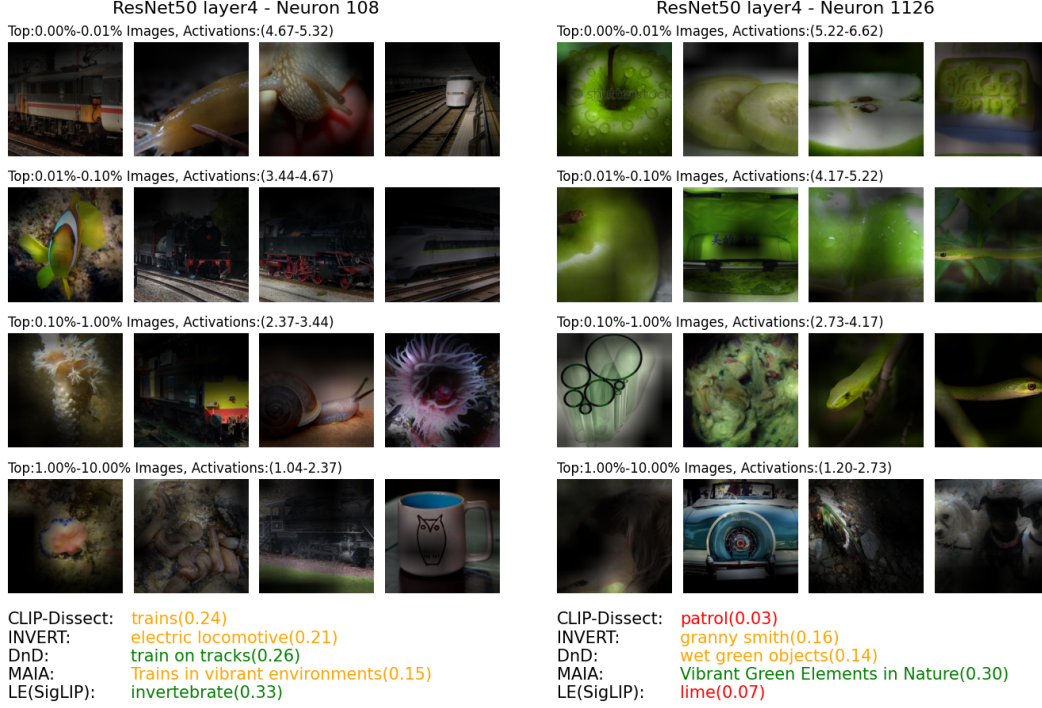 ResNet50 layer4 - Neuron 108
Top:0.00%-0.01% Images, Activations:(4.67-5.32)
Top:0.01%-0.10% Images, Activations:(3.44-4.67)
Top:0.10%-1.00% Images, Activations:(2.37-3.44)
Top:1.00%-10.00% Images, Activations:(1.04-2.37)
CLIP-Dissect: trains(0.24)
INVERT: electric locomotive(0.21)
DnD: train on tracks(0.26)
MAIA: Trains in vibrant environments(0.15)
LE(SigLIP): invertebrate(0.33)
ResNet50 layer4 - Neuron 1126
Top:0.00%-0.01% Images, Activations:(5.22-6.62)
Top:0.01%-0.10% Images, Activations:(4.17-5.22)
Top:0.10%-1.00% Images, Activations:(2.73-4.17)
Top:1.00%-10.00% Images, Activations:(1.20-2.73)
CLIP-Dissect: patrol(0.03)
INVERT: granny smith(0.16)
DnD: wet green objects(0.14)
MAIA: Vibrant Green Elements in Nature(0.30)
LE(SigLIP): lime(0.07)